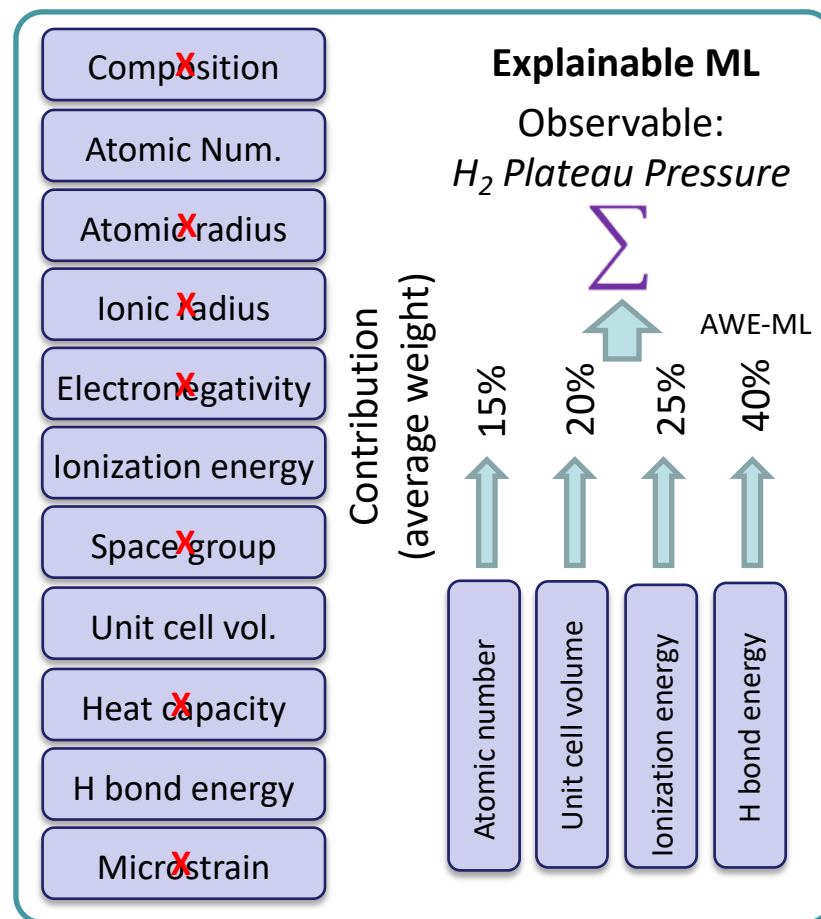 Composition
X
Atomic Num.
Atomic radius
X
Ionic radius
X
Electronegativity
X
Ionization energy
Space group
X
Unit cell vol.
Heat capacity
X
H bond energy
Microstrain
X
Explainable ML
Observable:
H₂ Plateau Pressure
∑
AWE-ML
Contribution
(average weight)
15%
20%
25%
40%
Atomic number
Unit cell volume
Ionization energy
H bond energy